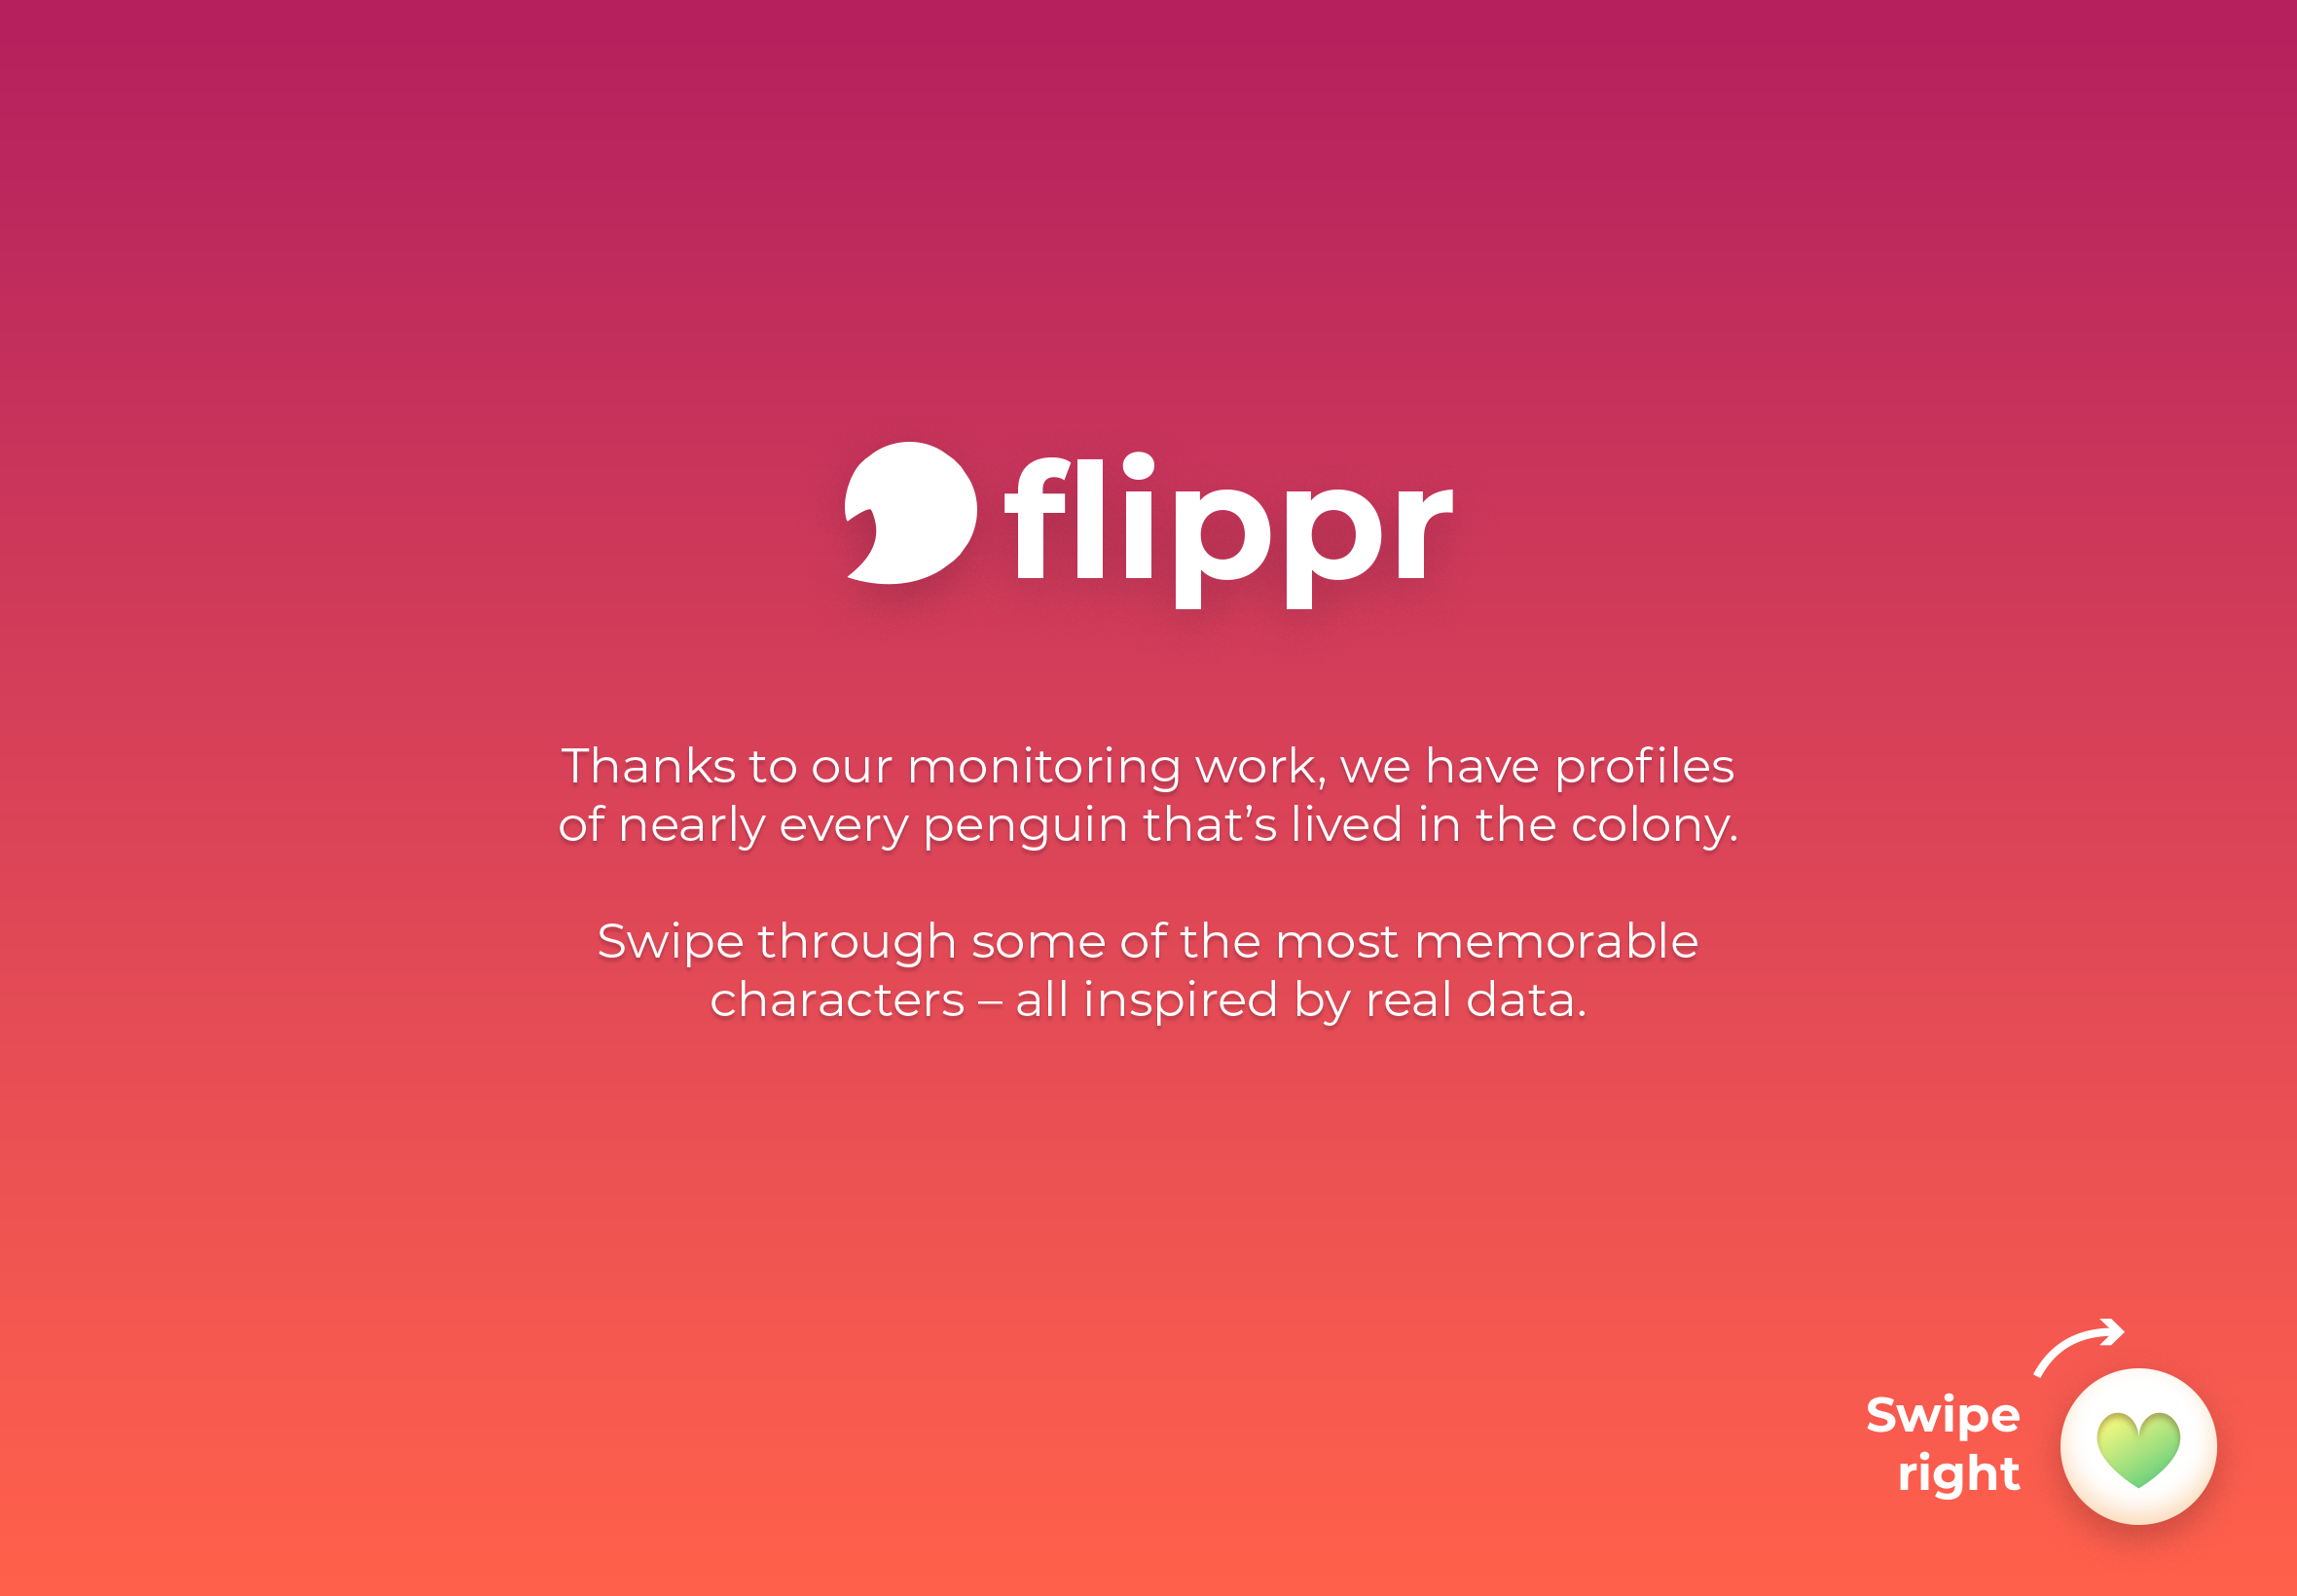 flippr
Thanks to our monitoring work, we have profiles
of nearly every penguin that’s lived in the colony.
Swipe through some of the most memorable
characters – all inspired by real data.
Swipe
right